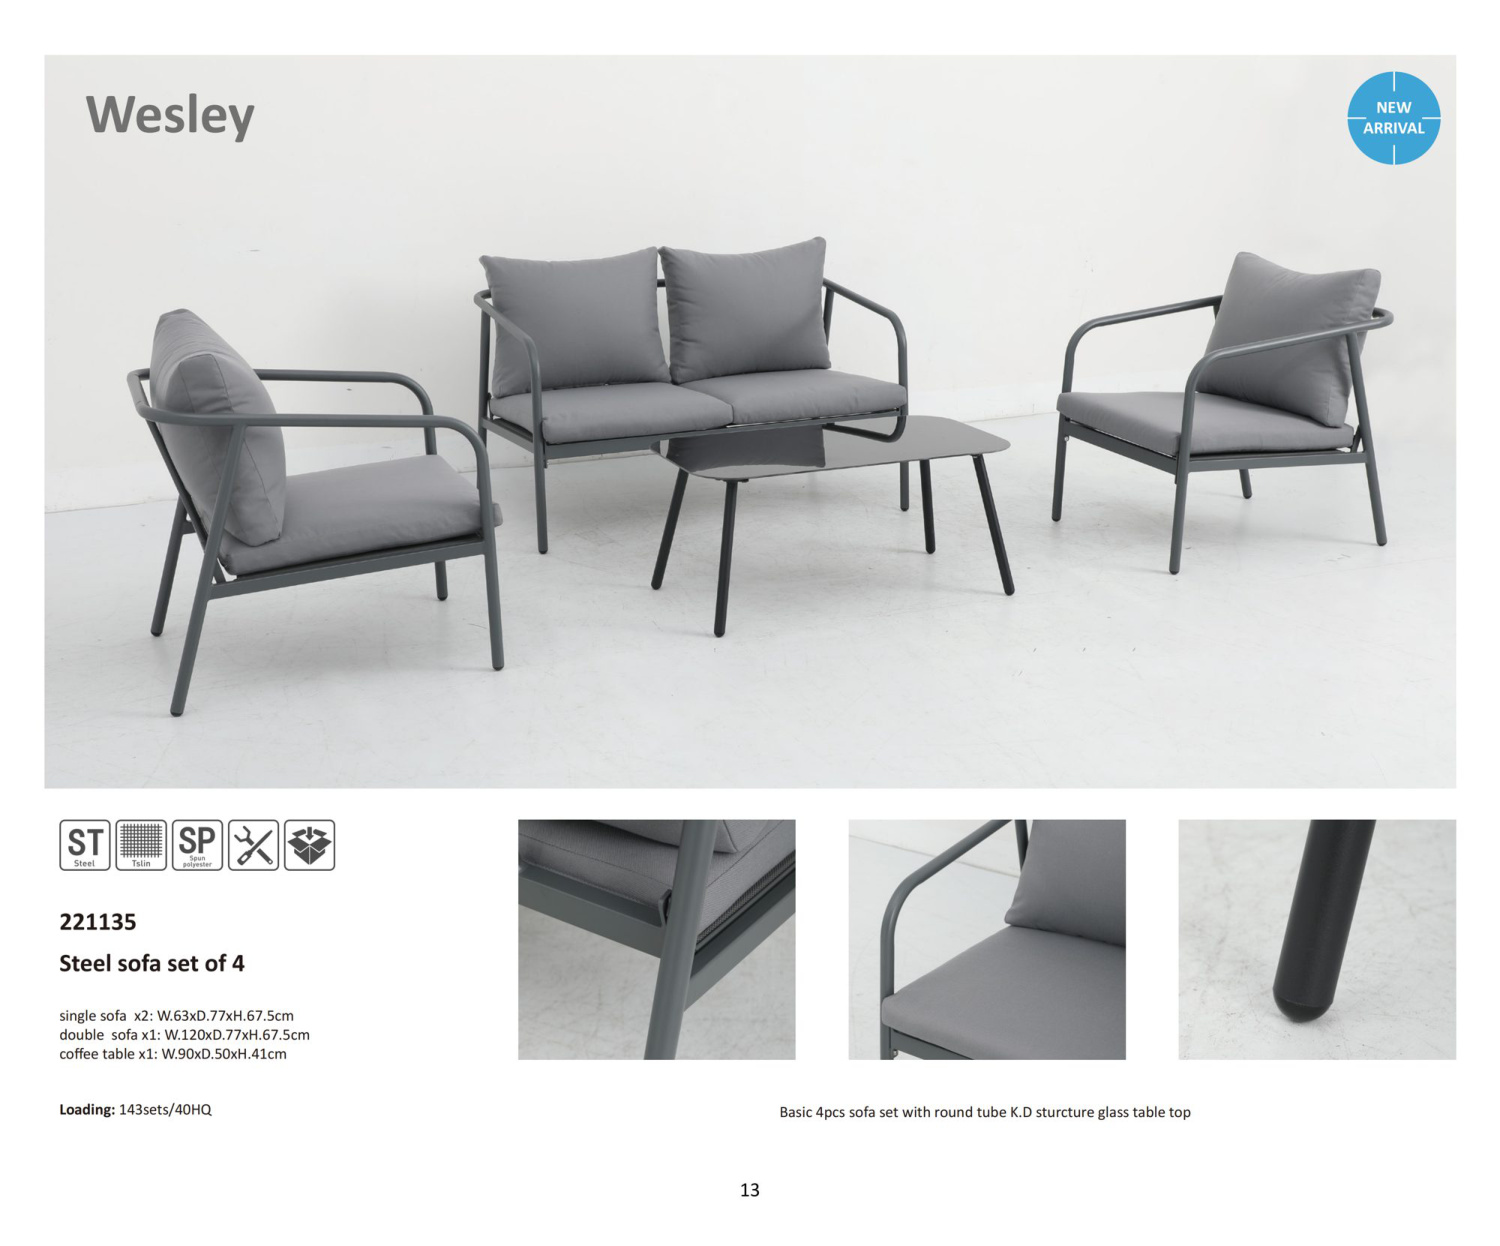 Wesley
NEW
ARRIVAL
ST
Steel
Tslin
SP
Spun
polyester
221135
Steel sofa set of 4
single sofa  x2: W.63xD.77xH.67.5cm
double  sofa x1: W.120xD.77xH.67.5cm
coffee table x1: W.90xD.50xH.41cm
Loading: 143sets/40HQ
Basic 4pcs sofa set with round tube K.D sturcture glass table top
13